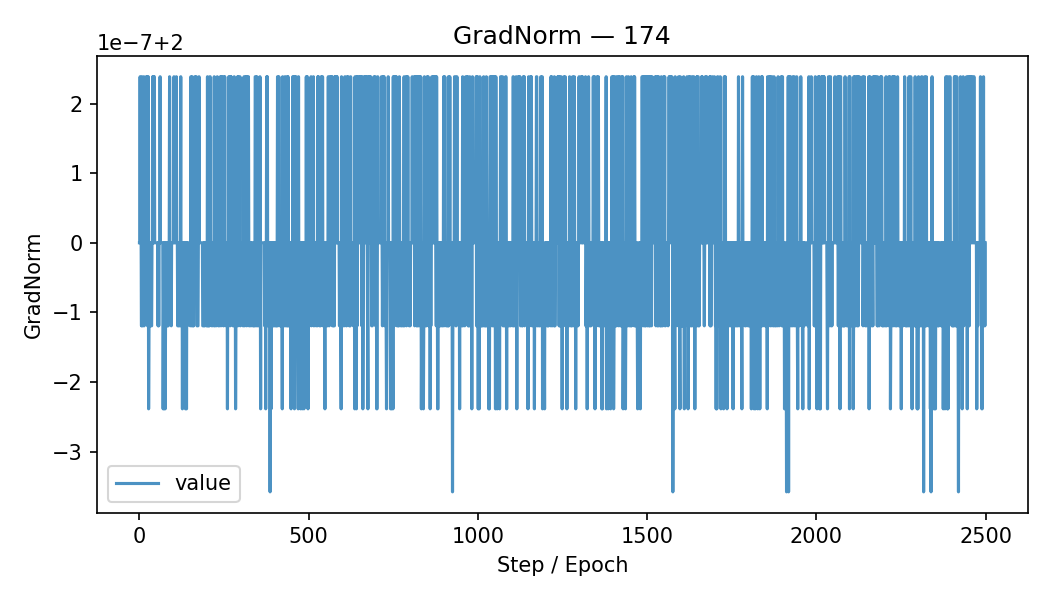 GradNorm — 174
1e−7+2
2
1
0
−1
−2
−3
GradNorm
value
0 500 1000 1500 2000 2500
Step / Epoch